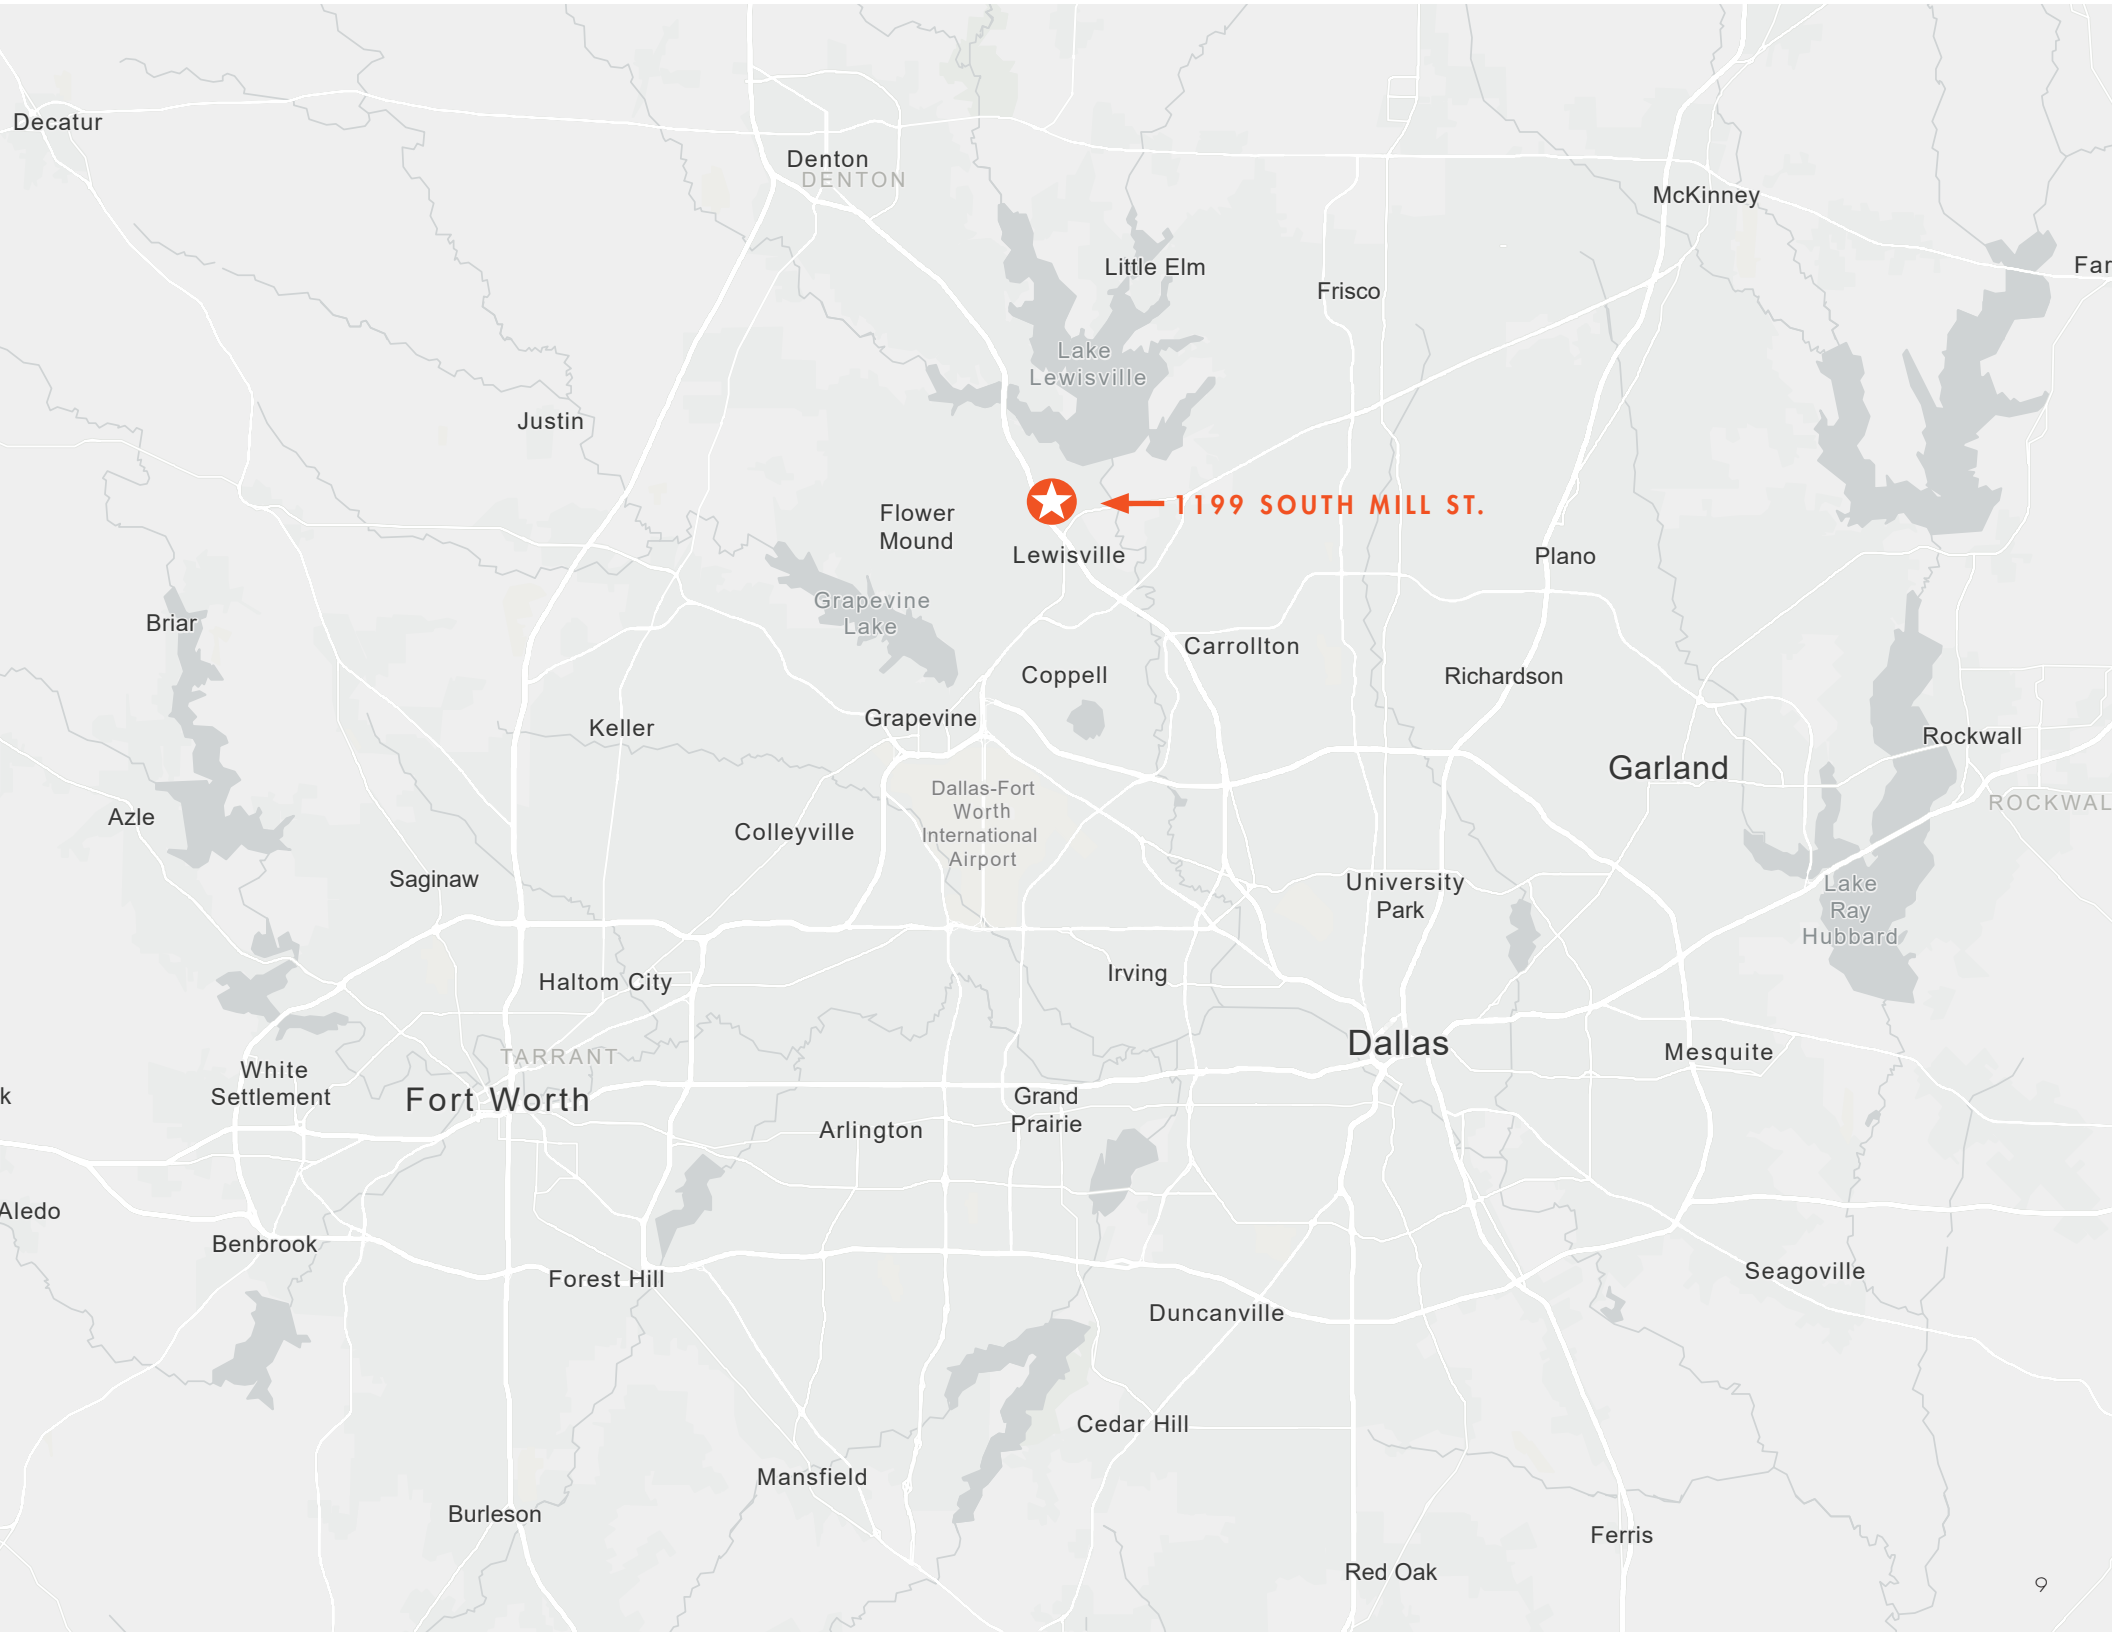 Decatur
Denton
DENTON
McKinney
Little Elm
Far
Frisco
Lake
Lewisville
Justin
1199 SOUTH MILL ST.
Flower
Mound
Lewisville
Plano
Grapevine
Lake
Briar
Carrollton
Coppell
Richardson
Grapevine
Keller
Rockwall
Garland
Dallas-Fort
Worth
International
Airport
ROCKWAL
Azle
Colleyville
Saginaw
University
Park
Lake
Ray
Hubbard
Irving
Haltom City
Dallas
Mesquite
TARRANT
White
Settlement
k
Fort Worth
Grand
Prairie
Arlington
Aledo
Benbrook
Forest Hill
Seagoville
Duncanville
Cedar Hill
Mansfield
Burleson
Ferris
Red Oak
9